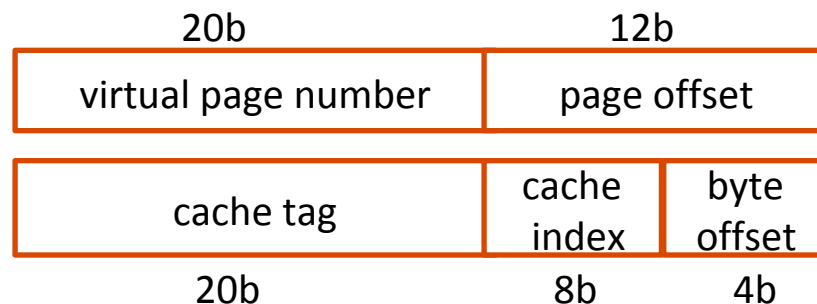 20b 12b
virtual page number page offset
cache tag cache index byte offset
20b 8b 4b